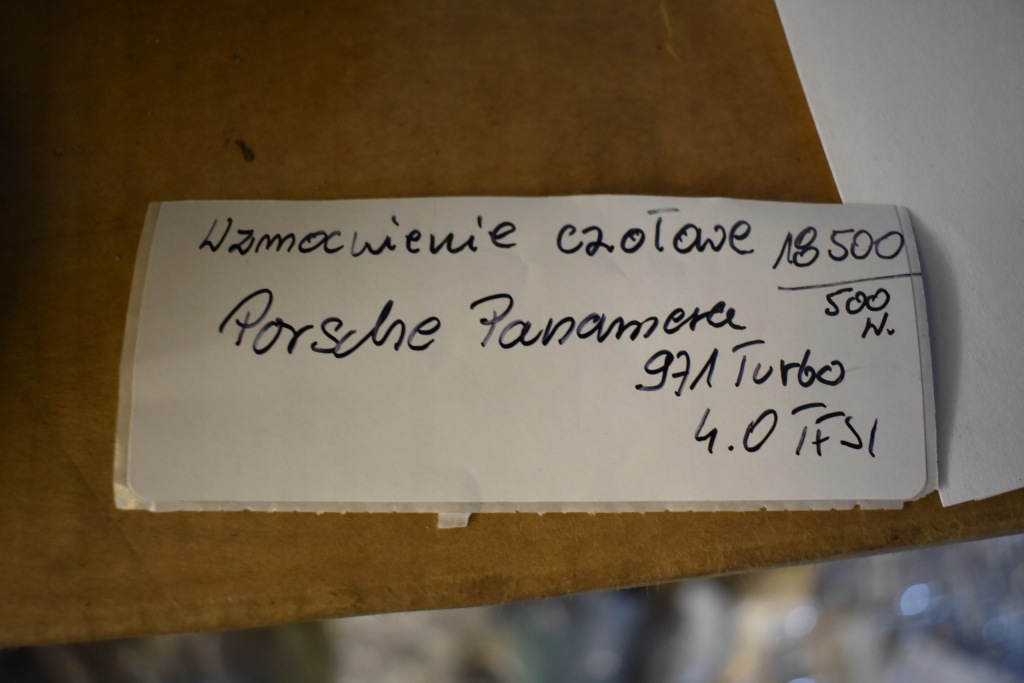 Wzmocnienie czołowe 18500
500
N.
Porsche Panamera
971 Turbo
4.0 TFSI